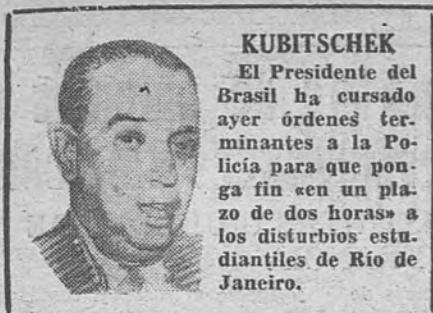 KUBITSCHEK
El Presidente del
Brasil ha cursado
ayer órdenes ter-
minantes a la Po-
licía para que pon-
ga fin «en un pla-
zo de dos horas» a
los disturbios estu-
diantiles de Río de
Janeiro.